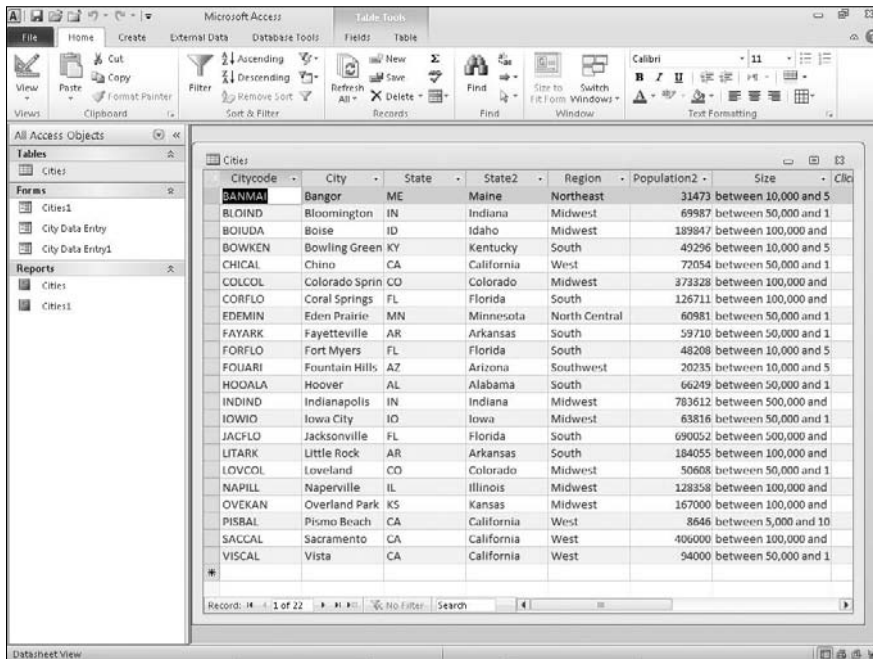 Microsoft Access
Table Tools
File Home Create External Data Database Tools Fields Table
View
Views
Paste
Cut
Copy
Format Painter
Clipboard
Filter
Ascending
Descending
Remove Sort
Sort & Filter
Refresh All
New
Save
Delete
Records
Find
Find
Size to Fit Form
Switch Windows
Window
Calibri 11
B I U
Text Formatting
All Access Objects
Tables
Cities
Forms
Cities1
City Data Entry
City Data Entry1
Reports
Cities
Cities1
Cities
Citycode City State State2 Region Population2 Size Clic
BANMAI Bangor ME Maine Northeast 31473 between 10,000 and 5
BLOIND Bloomington IN Indiana Midwest 69987 between 50,000 and 1
BOIUDA Boise ID Idaho Midwest 189847 between 100,000 and
BOWKEN Bowling Green KY Kentucky South 49296 between 10,000 and 5
CHICAL Chino CA California West 72054 between 50,000 and 1
COLCOL Colorado Sprin CO Colorado Midwest 373328 between 100,000 and
CORFLO Coral Springs FL Florida South 126711 between 100,000 and
EDEMIN Eden Prairie MN Minnesota North Central 60981 between 50,000 and 1
FAYARK Fayetteville AR Arkansas South 59710 between 50,000 and 1
FORFLO Fort Myers FL Florida South 48208 between 10,000 and 5
FOUARI Fountain Hills AZ Arizona Southwest 20235 between 10,000 and 5
HOOALA Hoover AL Alabama South 66249 between 50,000 and 1
INDIND Indianapolis IN Indiana Midwest 783612 between 500,000 and
IOWIO Iowa City IO Iowa Midwest 63816 between 50,000 and 1
JACFLO Jacksonville FL Florida South 690052 between 500,000 and
LITARK Little Rock AR Arkansas South 184055 between 100,000 and
LOVCOL Loveland CO Colorado Midwest 50608 between 50,000 and 1
NAPILL Naperville IL Illinois Midwest 128358 between 100,000 and
OVEKAN Overland Park KS Kansas Midwest 167000 between 100,000 and
PISBAL Pismo Beach CA California West 8646 between 5,000 and 10
SACCAL Sacramento CA California West 406000 between 100,000 and
VISCAL Vista CA California West 94000 between 50,000 and 1
Record: 1 of 22 No Filter Search
Datasheet View